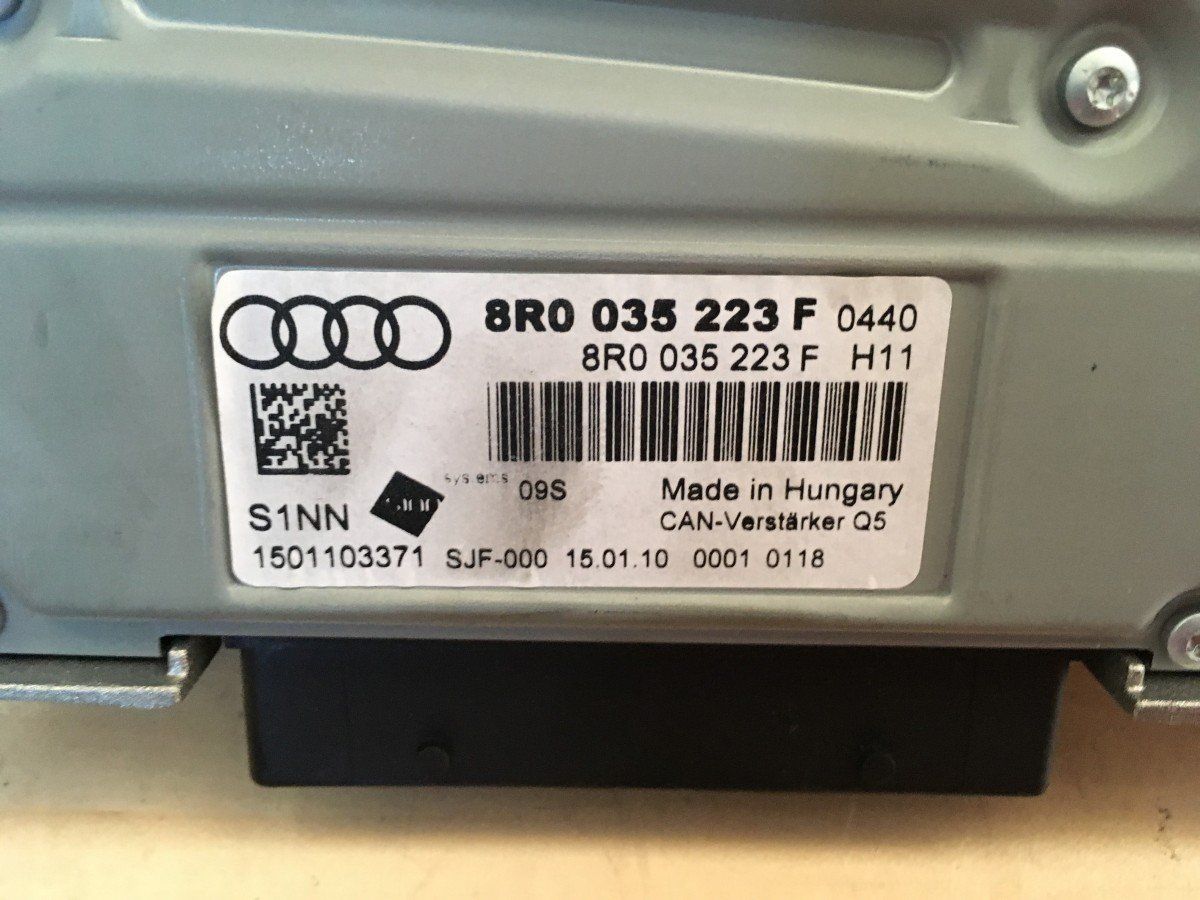 8R0 035 223 F 0440
8R0 035 223 F H11
09S Made in Hungary
S1NN CAN-Verstärker Q5
1501103371 SJF-000 15.01.10 0001 0118